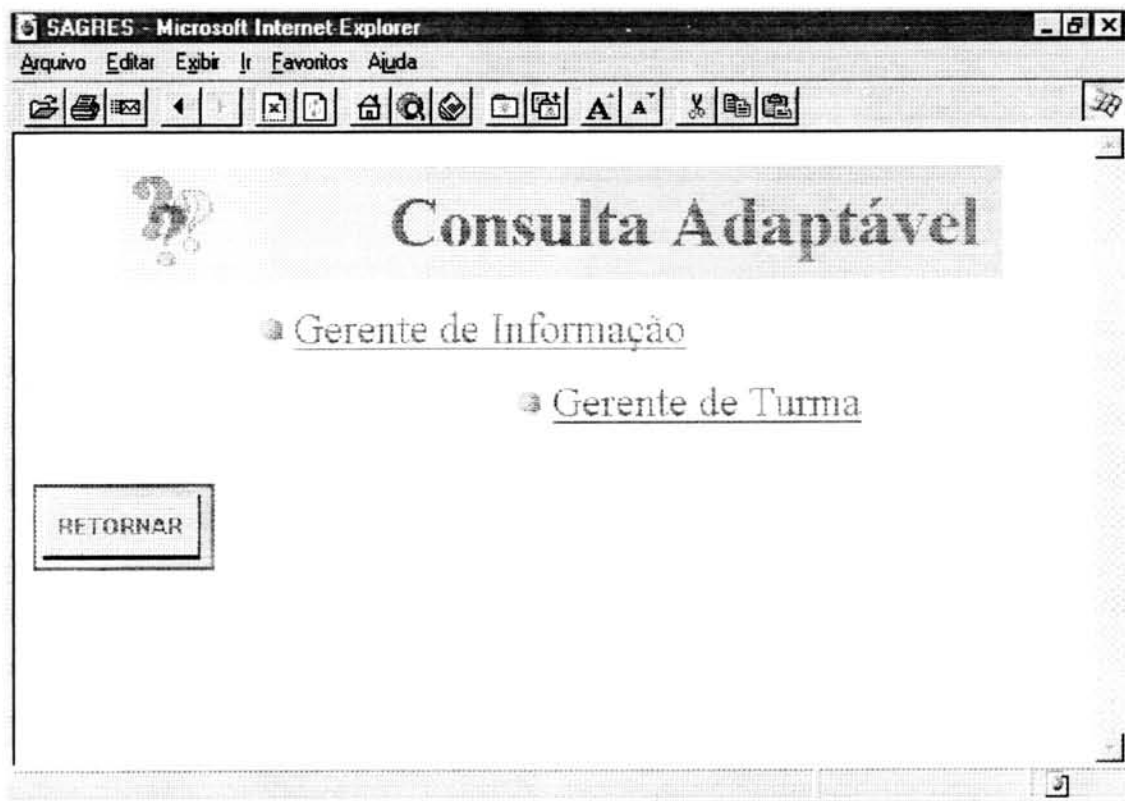 SAGRES - Microsoft Internet Explorer
Arquivo Editar Exibir Ir Favoritos Ajuda
Consulta Adaptável
Gerente de Informação
Gerente de Turma
RETORNAR